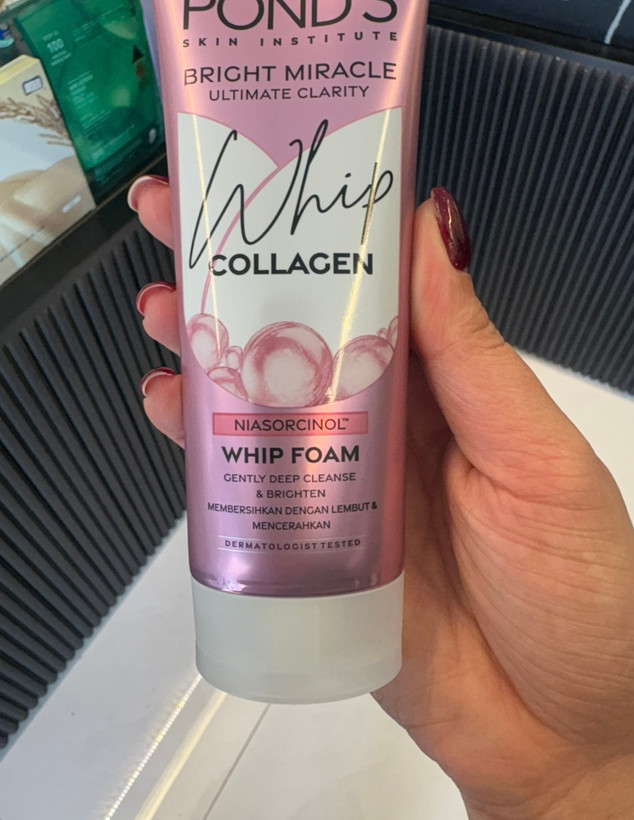 POND'S
SKIN INSTITUTE
BRIGHT MIRACLE
ULTIMATE CLARITY
Whip
COLLAGEN
NIASORCINOL™
WHIP FOAM
GENTLY DEEP CLEANSE
& BRIGHTEN
MEMBERSIHKAN DENGAN LEMBUT &
MENCERAHKAN
DERMATOLOGIST TESTED